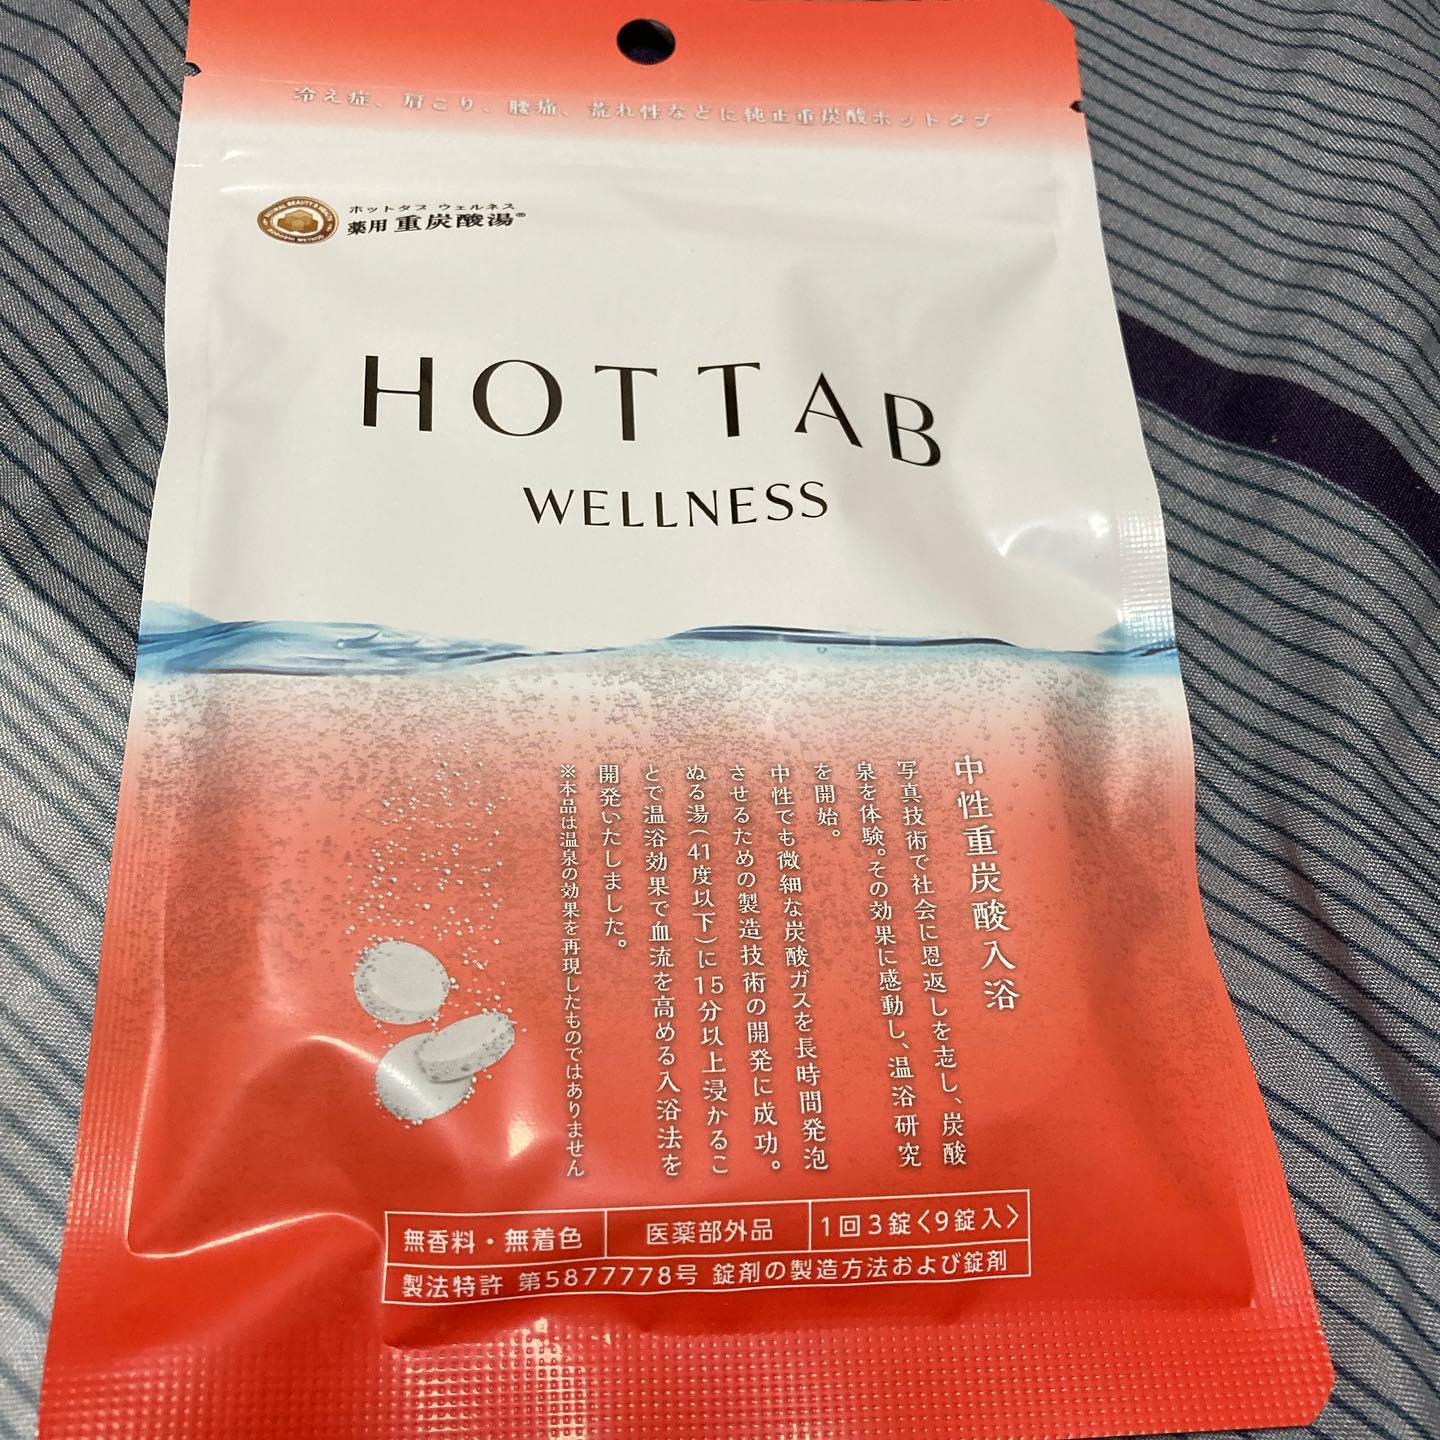 冷え症、肩こり、腰痛、荒れ性などに純正重炭酸ホットタブ
ホットタブ ウェルネス
薬用 重炭酸湯®
HOT TAB
WELLNESS
中性重炭酸入浴
写真技術で社会に恩返しを志し、炭酸
泉を体験。その効果に感動し、温浴研究
を開始。
中性でも微細な炭酸ガスを長時間発泡
させるための製造技術の開発に成功。
ぬる湯(41度以下)に15分以上浸かるこ
とで温浴効果で血流を高める入浴法を
開発いたしました。
※本品は温泉の効果を再現したものではありません
無香料・無着色
医薬部外品
1回3錠〈9錠入〉
製法特許 第5877778号 錠剤の製造方法および錠剤